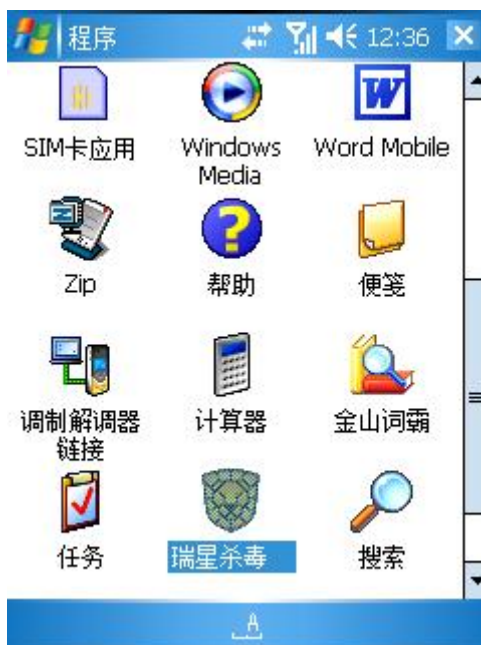 程序 12:36
SIM卡应用 Windows Media Word Mobile
Zip 帮助 便笺
调制解调器链接 计算器 金山词霸
任务 瑞星杀毒 搜索
A